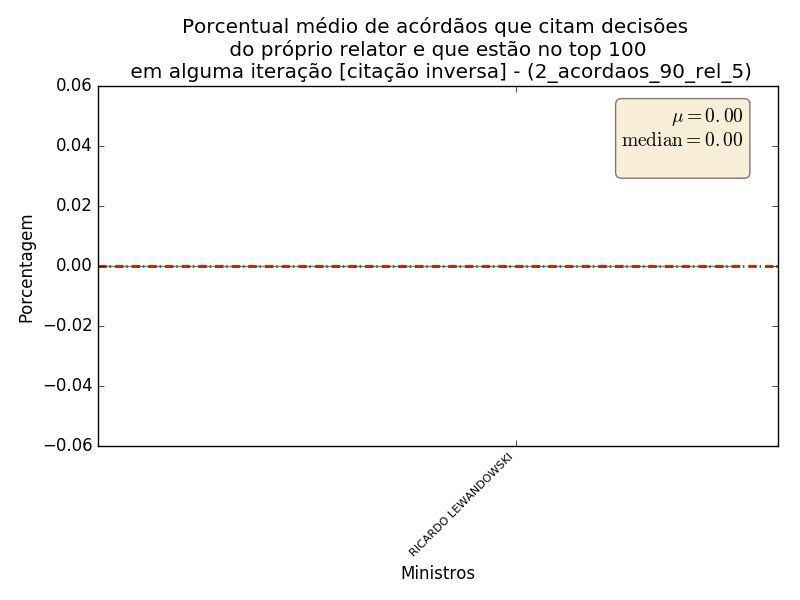 Porcentual médio de acórdãos que citam decisões
do próprio relator e que estão no top 100
em alguma iteração [citação inversa] - (2_acordaos_90_rel_5)
μ = 0.00
median = 0.00
0.06
0.04
0.02
0.00
−0.02
−0.04
−0.06
Porcentagem
RICARDO LEWANDOWSKI
Ministros